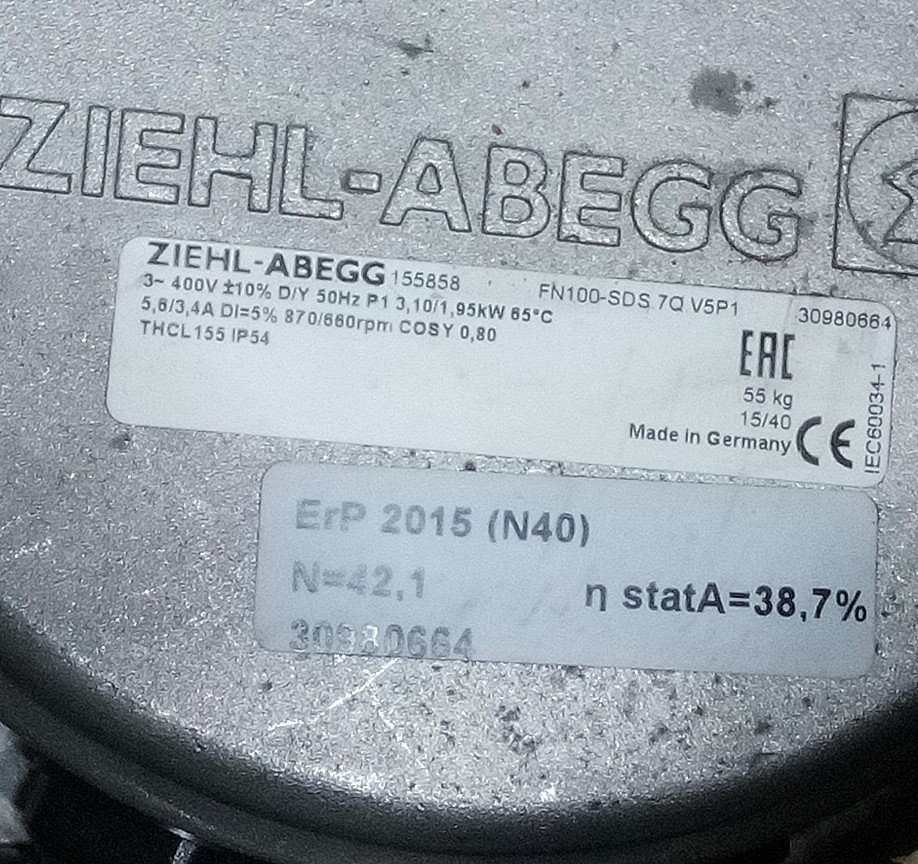 ZIEHL-ABEGG
ZIEHL-ABEGG 155858 FN100-SDS 7Q V5P1 30980664
3~ 400V ±10% D/Y 50Hz P1 3,10/1,95kW 65°C
5,6/3,4A DI=5% 870/660rpm COSY 0,80
THCL155 IP54
EAC
55 kg
15/40
Made in Germany CE
IEC60034-1
ErP 2015 (N40)
N=42,1 η statA=38,7%
30980664